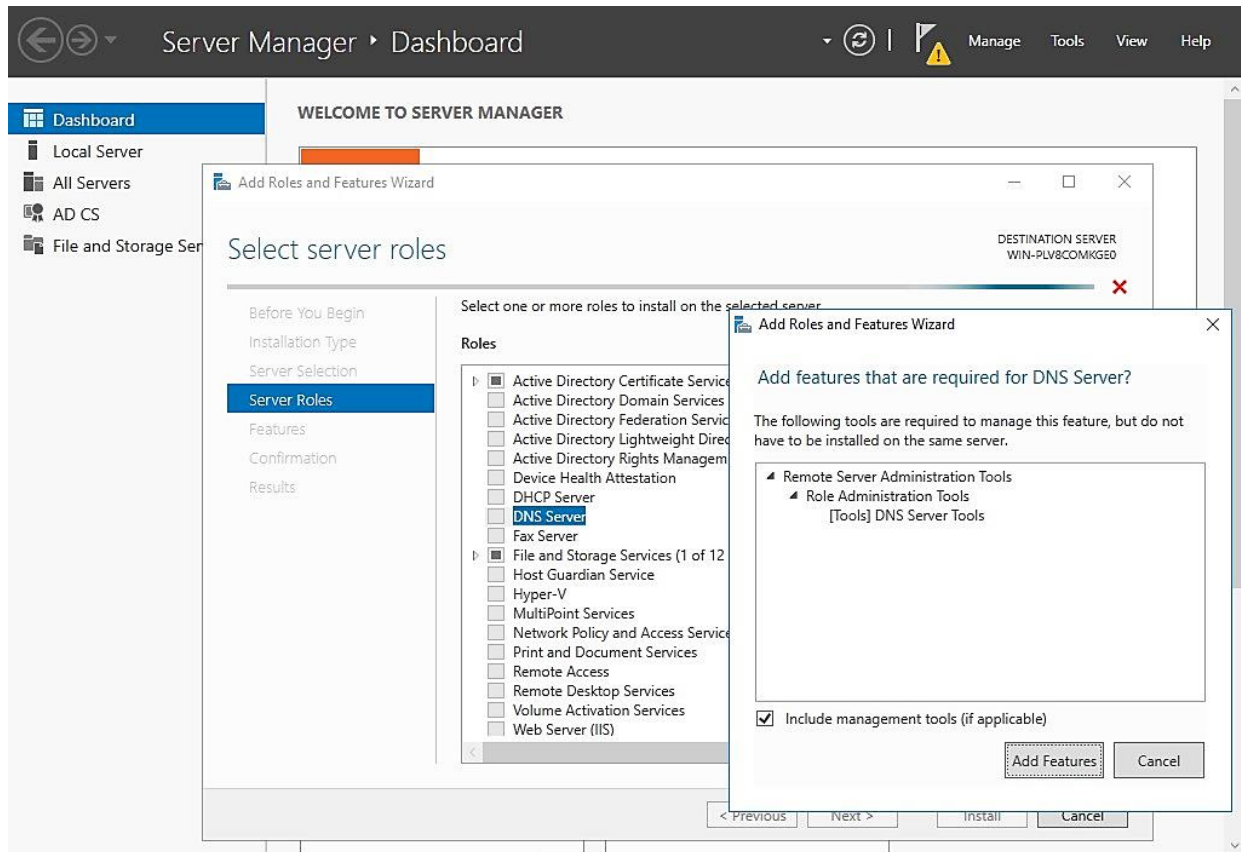 Server Manager ‣ Dashboard
Manage Tools View Help
Dashboard
Local Server
All Servers
AD CS
File and Storage Ser
WELCOME TO SERVER MANAGER
Add Roles and Features Wizard
Select server roles
DESTINATION SERVER
WIN-PLV8COMKGE0
Before You Begin
Installation Type
Server Selection
Server Roles
Features
Confirmation
Results
Select one or more roles to install on the selected server
Roles
Active Directory Certificate Service
Active Directory Domain Services
Active Directory Federation Servic
Active Directory Lightweight Direc
Active Directory Rights Managem
Device Health Attestation
DHCP Server
DNS Server
Fax Server
File and Storage Services (1 of 12
Host Guardian Service
Hyper-V
MultiPoint Services
Network Policy and Access Service
Print and Document Services
Remote Access
Remote Desktop Services
Volume Activation Services
Web Server (IIS)
< Previous Next > Install Cancel
Add Roles and Features Wizard
Add features that are required for DNS Server?
The following tools are required to manage this feature, but do not
have to be installed on the same server.
Remote Server Administration Tools
Role Administration Tools
[Tools] DNS Server Tools
Include management tools (if applicable)
Add Features Cancel